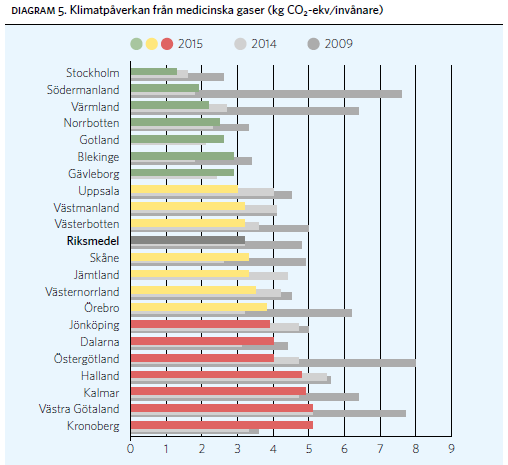 DIAGRAM 5. Klimatpåverkan från medicinska gaser (kg CO₂-ekv/invånare)
2015 2014 2009
Stockholm
Södermanland
Värmland
Norrbotten
Gotland
Blekinge
Gävleborg
Uppsala
Västmanland
Västerbotten
Riksmedel
Skåne
Jämtland
Västernorrland
Örebro
Jönköping
Dalarna
Östergötland
Halland
Kalmar
Västra Götaland
Kronoberg
0 1 2 3 4 5 6 7 8 9